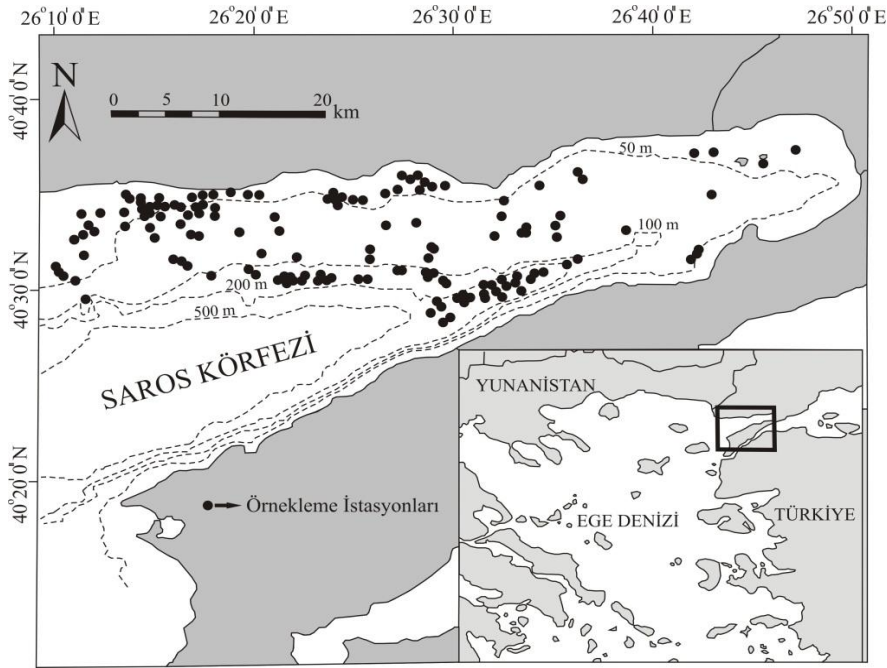 26°10'0"E 26°20'0"E 26°30'0"E 26°40'0"E 26°50'0"E
N
0 5 10 20
km
40°40'0"N
50 m
100 m
40°30'0"N
200 m
500 m
SAROS KÖRFEZİ
YUNANİSTAN
40°20'0"N
Örnekleme İstasyonları
EGE DENİZİ
TÜRKİYE